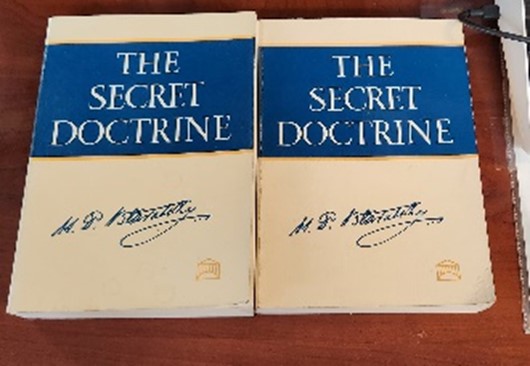 THE
SECRET
DOCTRINE
H. P. Blavatsky
THE
SECRET
DOCTRINE
H. P. Blavatsky